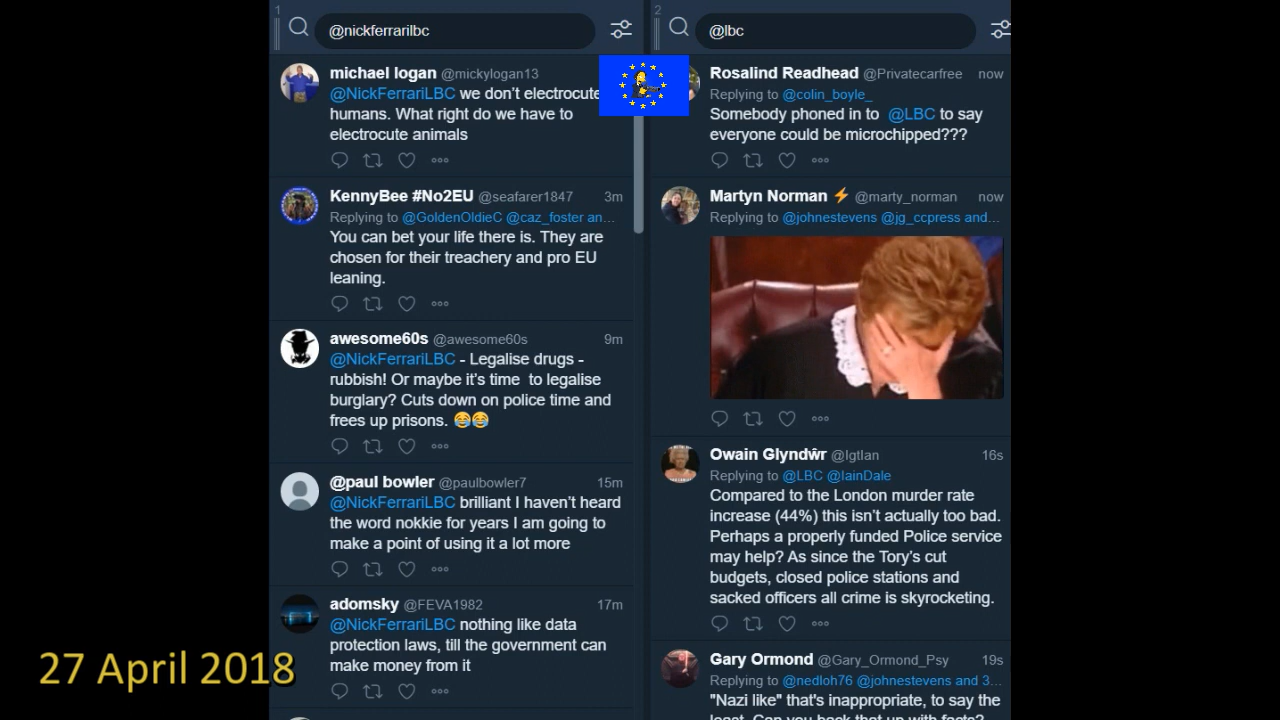 1
@nickferrarilbc
michael logan @mickylogan13
@NickFerrariLBC we don't electrocute
humans. What right do we have to
electrocute animals
KennyBee #No2EU @seafarer1847 3m
Replying to @GoldenOldieC @caz_foster an...
You can bet your life there is. They are
chosen for their treachery and pro EU
leaning.
awesome60s @awesome60s 9m
@NickFerrariLBC - Legalise drugs -
rubbish! Or maybe it's time to legalise
burglary? Cuts down on police time and
frees up prisons. 😂😂
@paul bowler @paulbowler7 15m
@NickFerrariLBC brilliant I haven't heard
the word nokkie for years I am going to
make a point of using it a lot more
adomsky @FEVA1982 17m
@NickFerrariLBC nothing like data
protection laws, till the government can
make money from it
2
@lbc
Rosalind Readhead @Privatecarfree now
Replying to @colin_boyle_
Somebody phoned in to @LBC to say
everyone could be microchipped???
Martyn Norman ⚡ @marty_norman now
Replying to @johnestevens @jg_ccpress and...
Owain Glyndŵr @lgtlan 16s
Replying to @LBC @IainDale
Compared to the London murder rate
increase (44%) this isn't actually too bad.
Perhaps a properly funded Police service
may help? As since the Tory's cut
budgets, closed police stations and
sacked officers all crime is skyrocketing.
Gary Ormond @Gary_Ormond_Psy 19s
Replying to @nedloh76 @johnestevens and 3...
"Nazi like" that's inappropriate, to say the
least. Can you back that up with facts?
27 April 2018